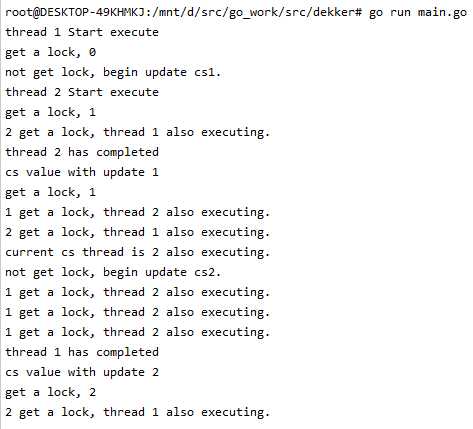 root@DESKTOP-49KHMKJ:/mnt/d/src/go_work/src/dekker# go run main.go
thread 1 Start execute
get a lock, 0
not get lock, begin update cs1.
thread 2 Start execute
get a lock, 1
2 get a lock, thread 1 also executing.
thread 2 has completed
cs value with update 1
get a lock, 1
1 get a lock, thread 2 also executing.
2 get a lock, thread 1 also executing.
current cs thread is 2 also executing.
not get lock, begin update cs2.
1 get a lock, thread 2 also executing.
1 get a lock, thread 2 also executing.
1 get a lock, thread 2 also executing.
thread 1 has completed
cs value with update 2
get a lock, 2
2 get a lock, thread 1 also executing.